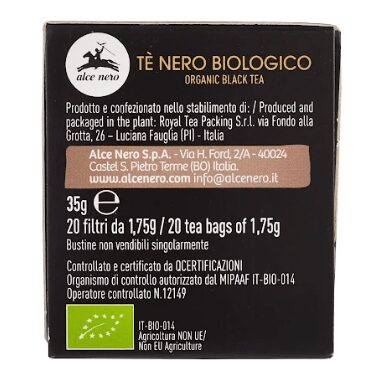 alce nero
TÈ NERO BIOLOGICO
ORGANIC BLACK TEA
Prodotto e confezionato nello stabilimento di: / Produced and
packaged in the plant: Royal Tea Packing S.r.l. via Fondo alla
Grotta, 26 – Luciana Fauglia (PI) - Italia
Alce Nero S.p.A. - Via H. Ford, 2/A - 40024
Castel S. Pietro Terme (BO) Italia.
www.alcenero.com info@alcenero.it
35g e
20 filtri da 1,75g / 20 tea bags of 1,75g
Bustine non vendibili singolarmente
Controllato e certificato da QCERTIFICAZIONI
Organismo di controllo autorizzato dal MIPAAF IT-BIO-014
Operatore controllato N.12149
IT-BIO-014
Agricoltura NON UE/
Non EU Agriculture